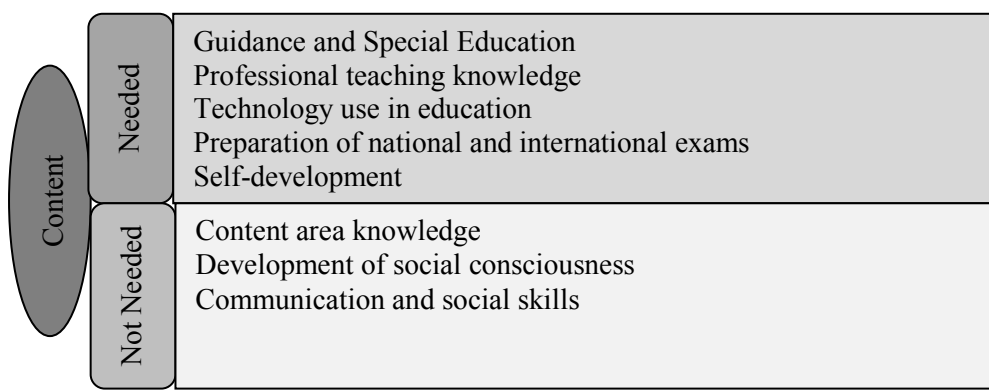 Content
Needed
Guidance and Special Education
Professional teaching knowledge
Technology use in education
Preparation of national and international exams
Self-development
Not Needed
Content area knowledge
Development of social consciousness
Communication and social skills